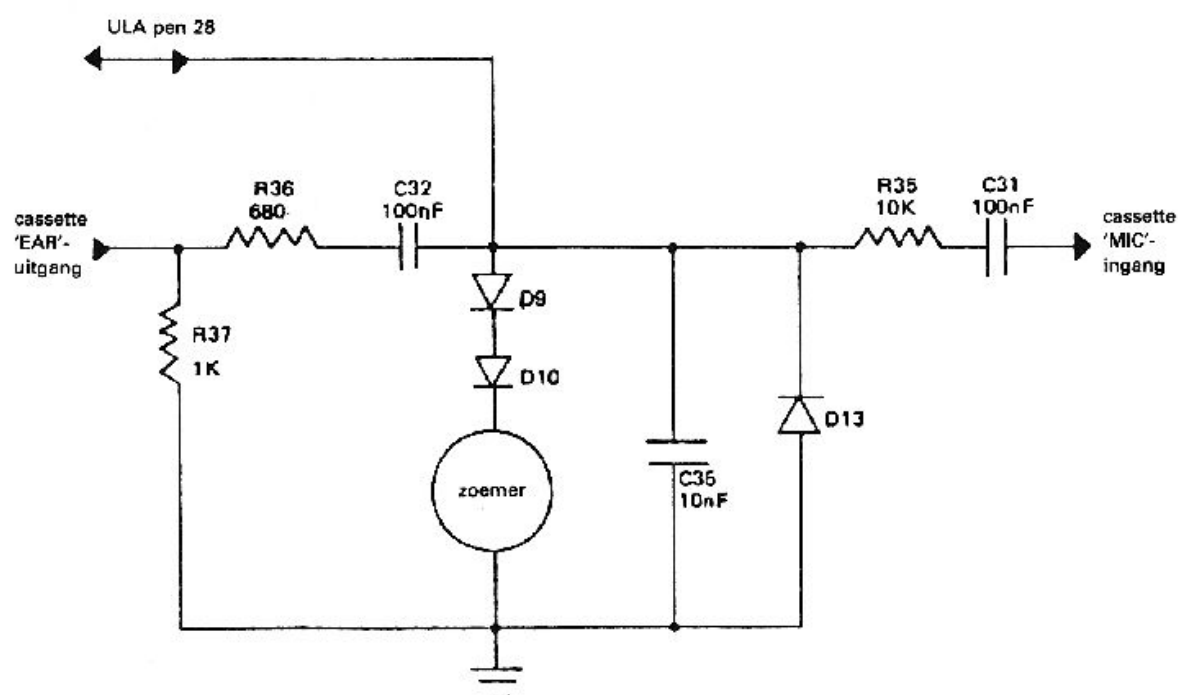 ULA pen 28
R36
680
C32
100nF
R35
10K
C31
100nF
cassette
'EAR'-
uitgang
cassette
'MIC'-
ingang
D9
R37
1K
D10
D13
zoemer
C35
10nF